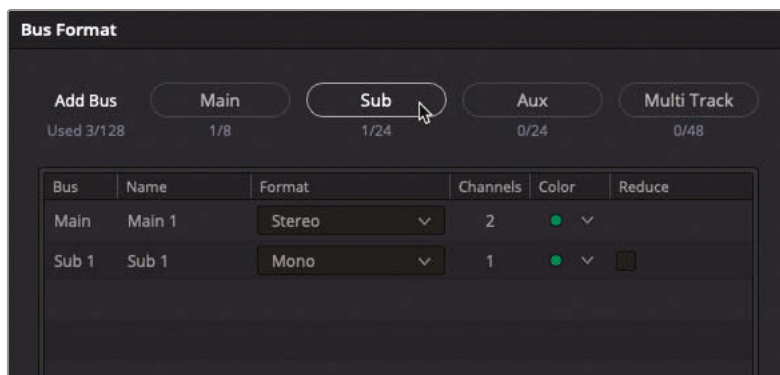 Bus Format
Add Bus Main Sub Aux Multi Track
Used 3/128 1/8 1/24 0/24 0/48
Bus Name Format Channels Color Reduce
Main Main 1 Stereo 2
Sub 1 Sub 1 Mono 1